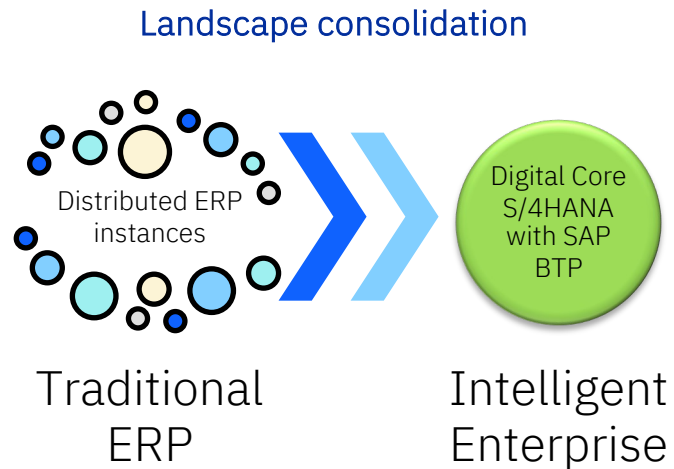 Landscape consolidation
Distributed ERP
instances
Digital Core
S/4HANA
with SAP
BTP
Traditional
ERP
Intelligent
Enterprise